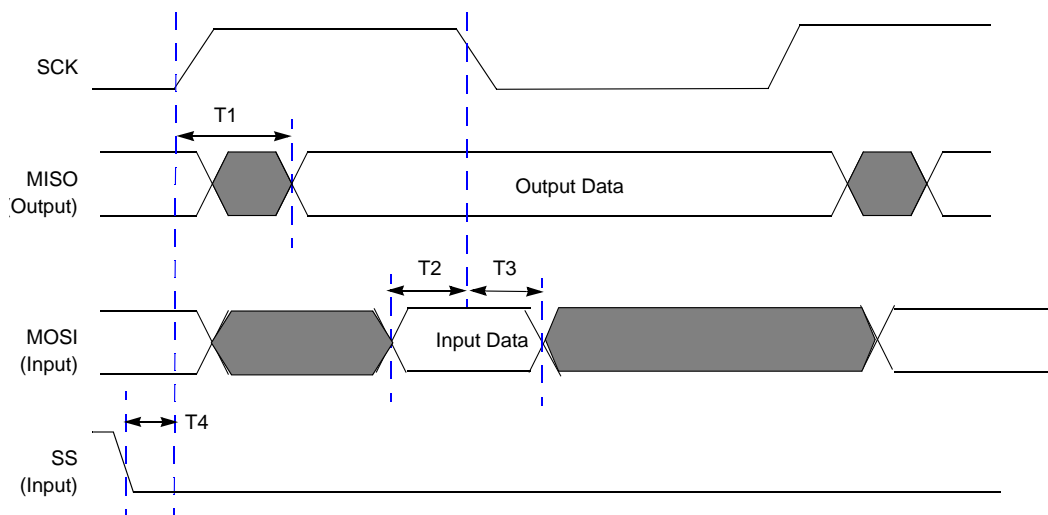 SCK
T1
MISO
(Output)
Output Data
T2
T3
MOSI
(Input)
Input Data
T4
SS
(Input)